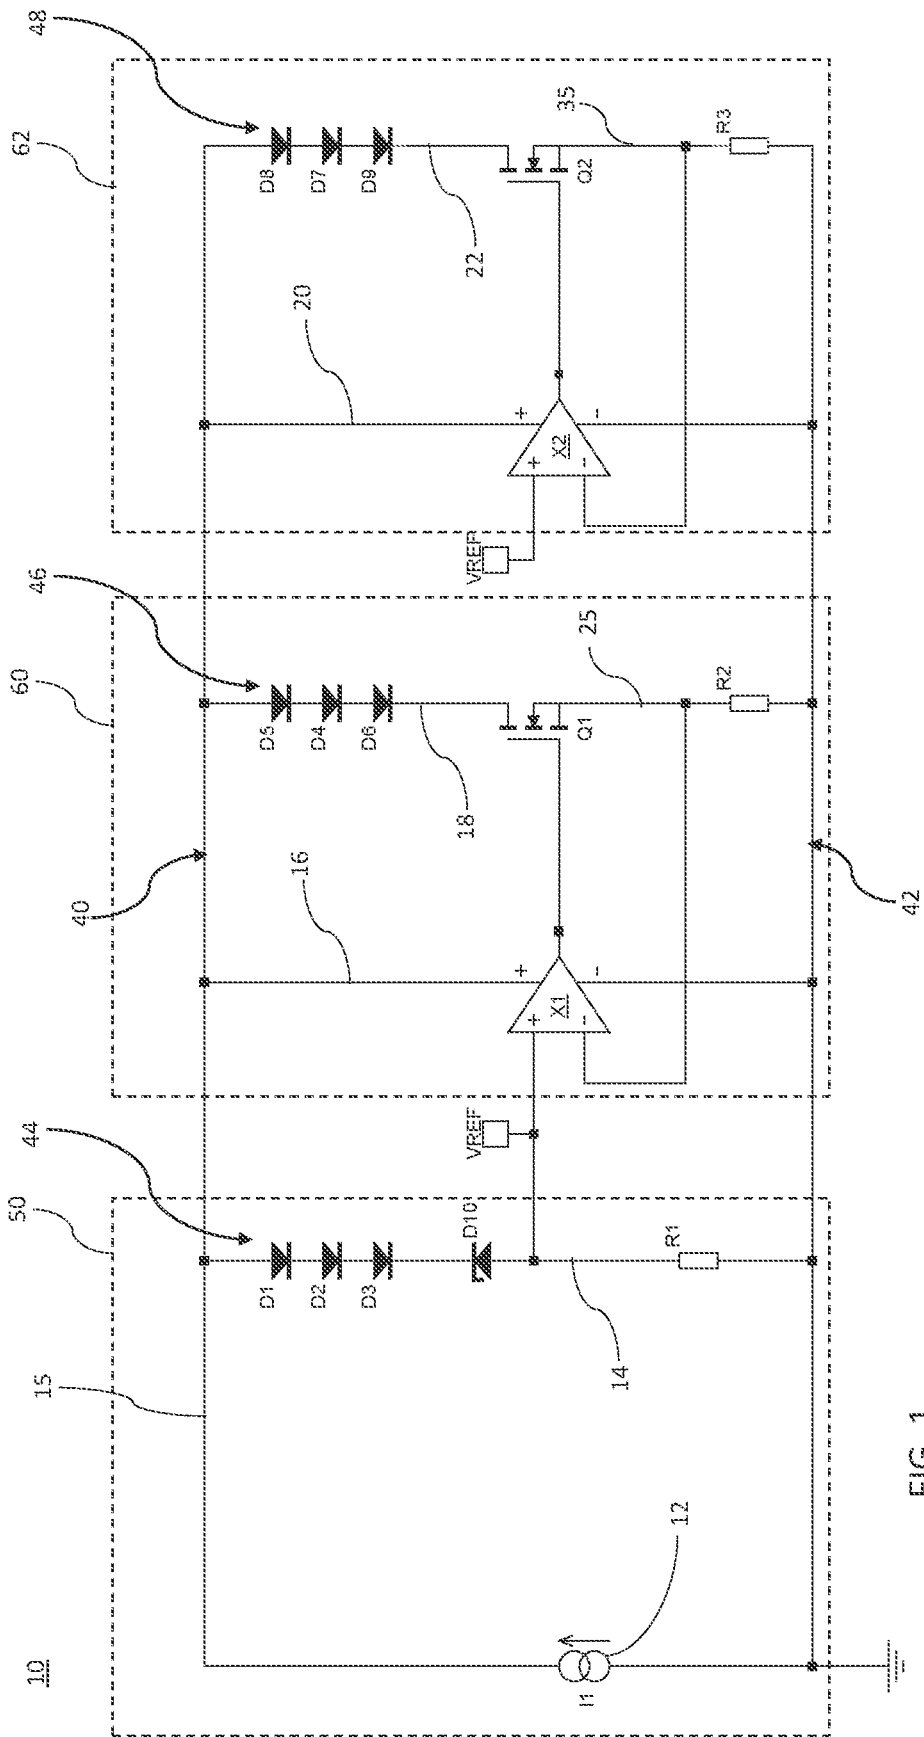 48
62
D8
D7
D9
22
35
Q2
R3
20
+
-
X2
+
-
VREF
46
60
D5
D4
D6
18
25
Q1
R2
40
16
+
-
X1
+
-
42
VREF
44
50
D1
D2
D3
D10
R1
15
14
12
I1
10
FIG. 1